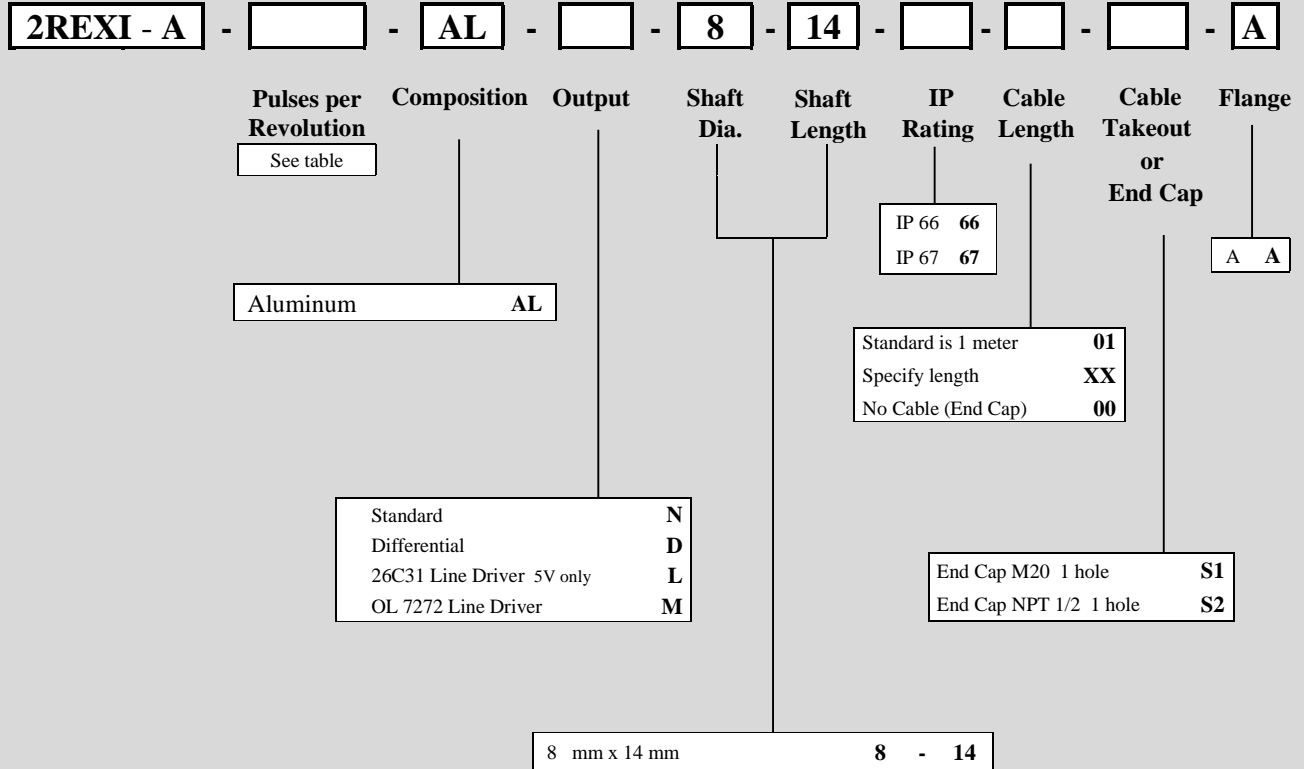 2REXI - A - - AL - - 8 - 14 - - - - A
Pulses per Revolution
See table
Composition
Output
Shaft Dia.
Shaft Length
IP Rating
Cable Length
Cable Takeout or End Cap
Flange
IP 66 66
IP 67 67
A A
Aluminum AL
Standard is 1 meter 01
Specify length XX
No Cable (End Cap) 00
Standard N
Differential D
26C31 Line Driver 5V only L
OL 7272 Line Driver M
End Cap M20 1 hole S1
End Cap NPT 1/2 1 hole S2
8 mm x 14 mm 8 - 14